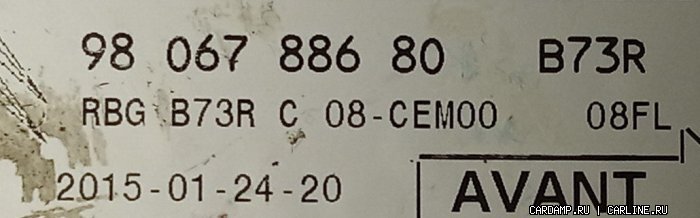 98 067 886 80 B73R
RBG B73R C 08-CEM00 08FL
2015-01-24-20 AVANT
CARDAMP.RU | CARLINE.RU